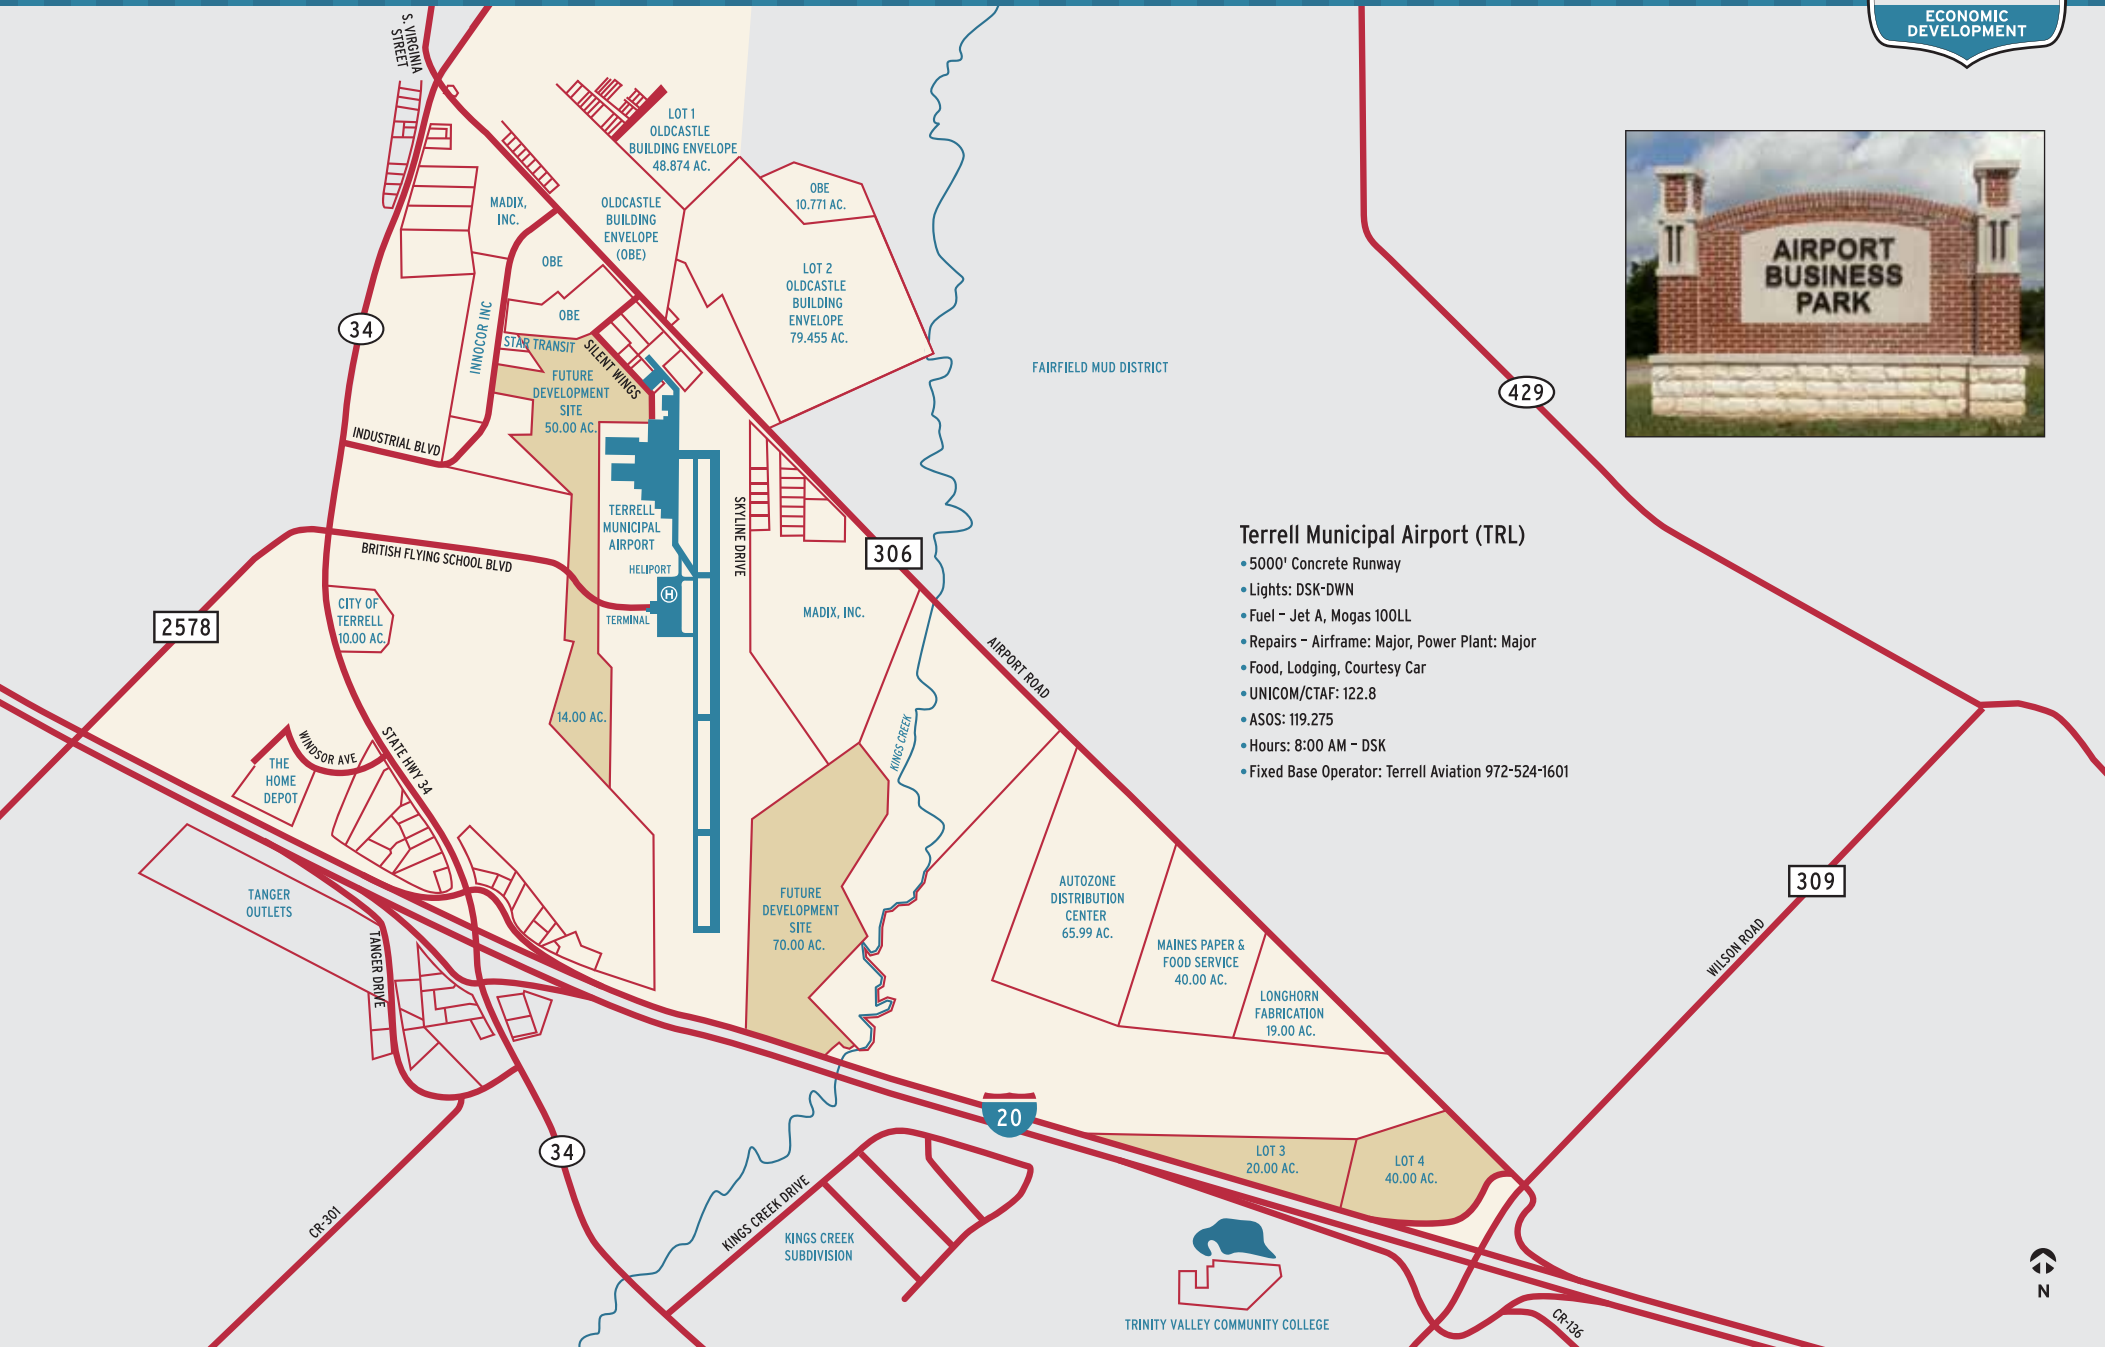 ECONOMIC
DEVELOPMENT
S. VIRGINIA
STREET
LOT 1
OLDCASTLE
BUILDING ENVELOPE
48.874 AC.
OBE
10.771 AC.
MADIX,
INC.
OLDCASTLE
BUILDING
ENVELOPE
(OBE)
OBE
LOT 2
OLDCASTLE
BUILDING
ENVELOPE
79.455 AC.
AIRPORT
BUSINESS
PARK
34
INNOCOR INC
OBE
STAR TRANSIT
SILENT WINGS
FUTURE
DEVELOPMENT
SITE
50.00 AC.
FAIRFIELD MUD DISTRICT
429
INDUSTRIAL BLVD
TERRELL
MUNICIPAL
AIRPORT
SKYLINE DRIVE
306
BRITISH FLYING SCHOOL BLVD
HELIPORT
H
TERMINAL
CITY OF
TERRELL
10.00 AC.
2578
MADIX, INC.
AIRPORT ROAD
KINGS CREEK
Terrell Municipal Airport (TRL)
• 5000' Concrete Runway
• Lights: DSK-DWN
• Fuel – Jet A, Mogas 100LL
• Repairs – Airframe: Major, Power Plant: Major
• Food, Lodging, Courtesy Car
• UNICOM/CTAF: 122.8
• ASOS: 119.275
• Hours: 8:00 AM – DSK
• Fixed Base Operator: Terrell Aviation 972-524-1601
14.00 AC.
WINDSOR AVE
STATE HWY 34
THE
HOME
DEPOT
TANGER
OUTLETS
TANGER DRIVE
FUTURE
DEVELOPMENT
SITE
70.00 AC.
AUTOZONE
DISTRIBUTION
CENTER
65.99 AC.
MAINES PAPER &
FOOD SERVICE
40.00 AC.
LONGHORN
FABRICATION
19.00 AC.
309
WILSON ROAD
20
34
LOT 3
20.00 AC.
LOT 4
40.00 AC.
CR-301
KINGS CREEK DRIVE
KINGS CREEK
SUBDIVISION
TRINITY VALLEY COMMUNITY COLLEGE
CR-136
N